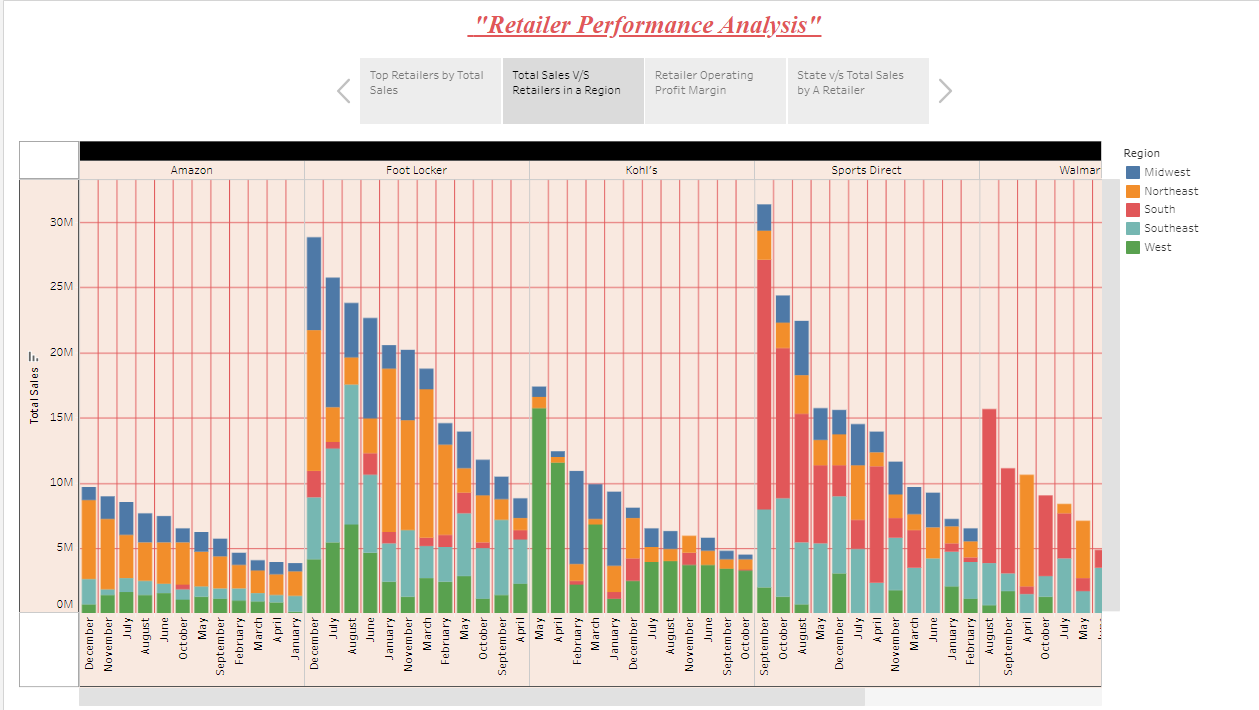 "Retailer Performance Analysis"
Top Retailers by Total
Sales
Total Sales V/S
Retailers in a Region
Retailer Operating
Profit Margin
State v/s Total Sales
by A Retailer
Region
Midwest
Northeast
South
Southeast
West
Amazon
Foot Locker
Kohl's
Sports Direct
Walmar
Total Sales
30M
25M
20M
15M
10M
5M
0M
December
November
July
August
June
October
May
September
February
March
April
January
December
July
August
June
January
November
March
February
May
October
September
April
May
April
February
March
January
December
July
August
November
June
September
October
September
October
August
May
December
July
April
November
March
June
January
February
August
September
April
October
July
May